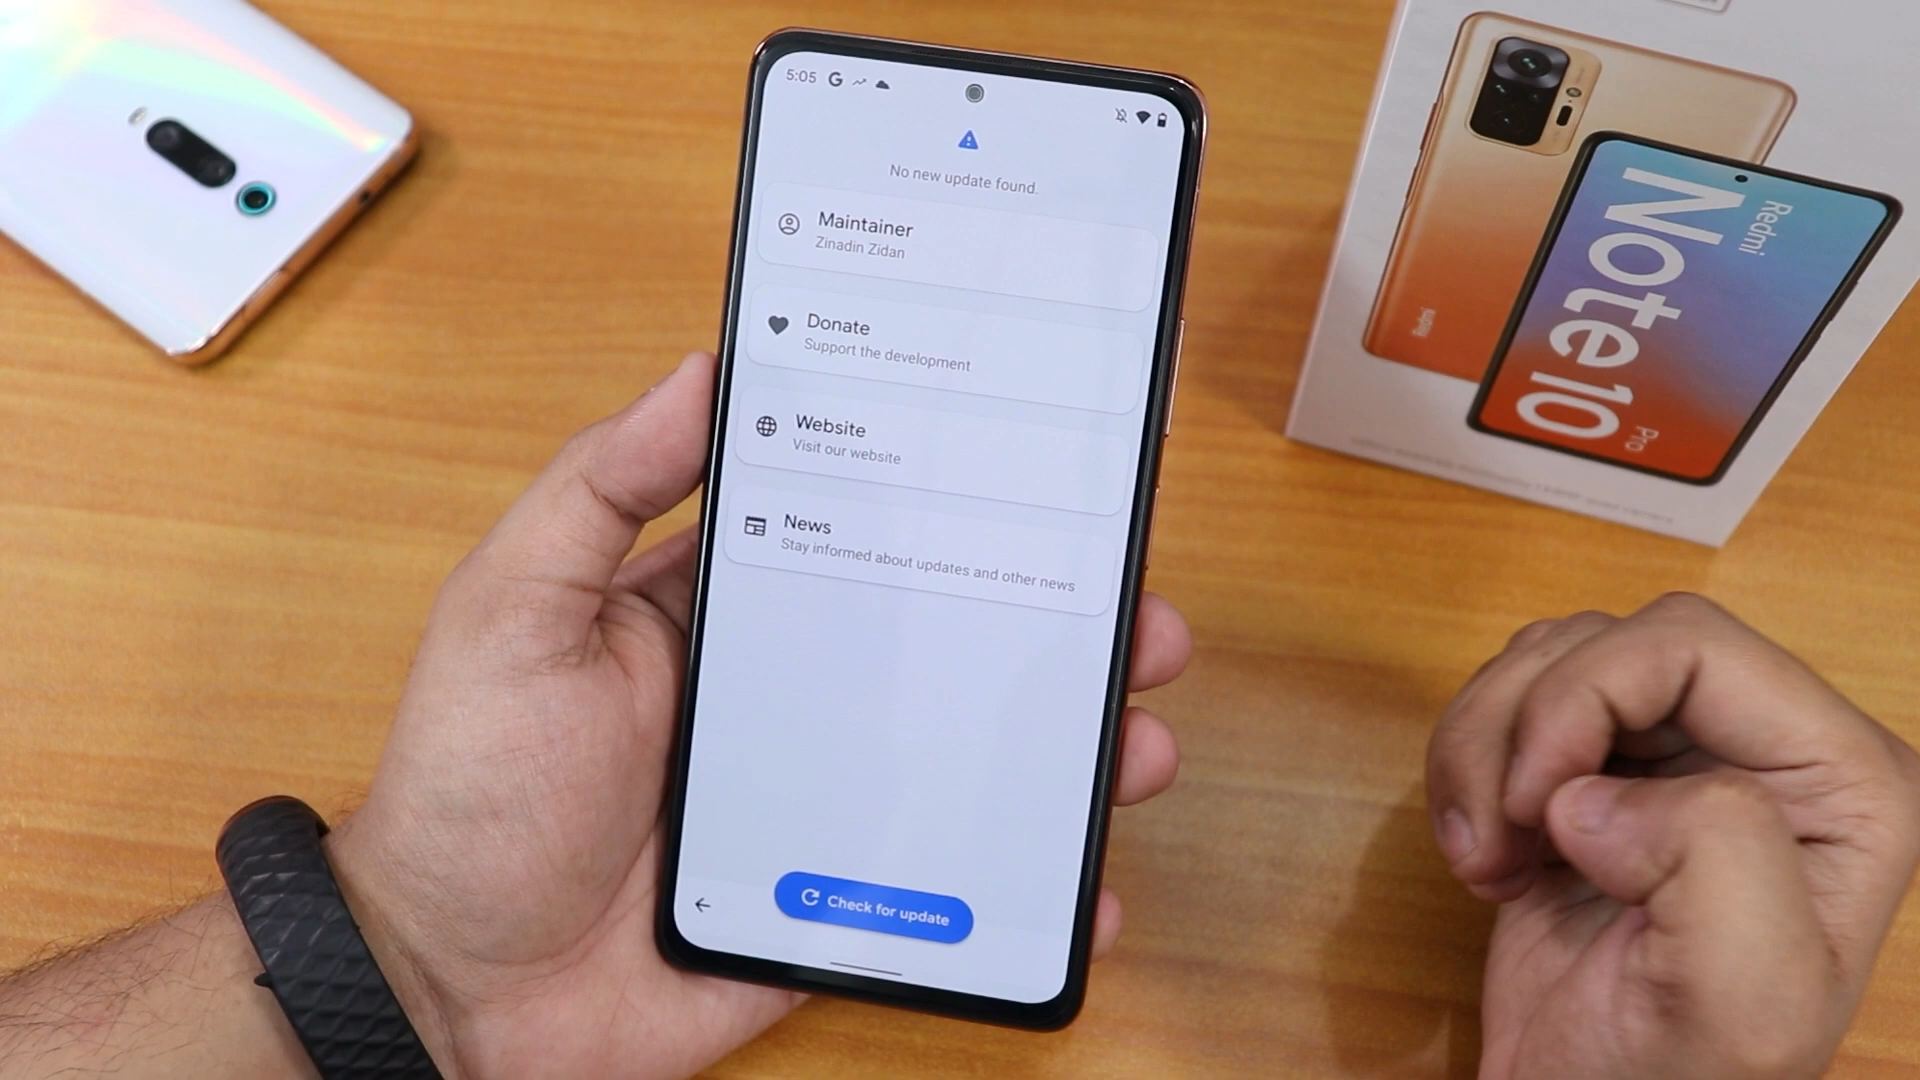 5:05
No new update found.
Maintainer
Zinadin Zidan
Donate
Support the development
Website
Visit our website
News
Stay informed about updates and other news
Check for update
Redmi
Note 10
Pro
Redmi